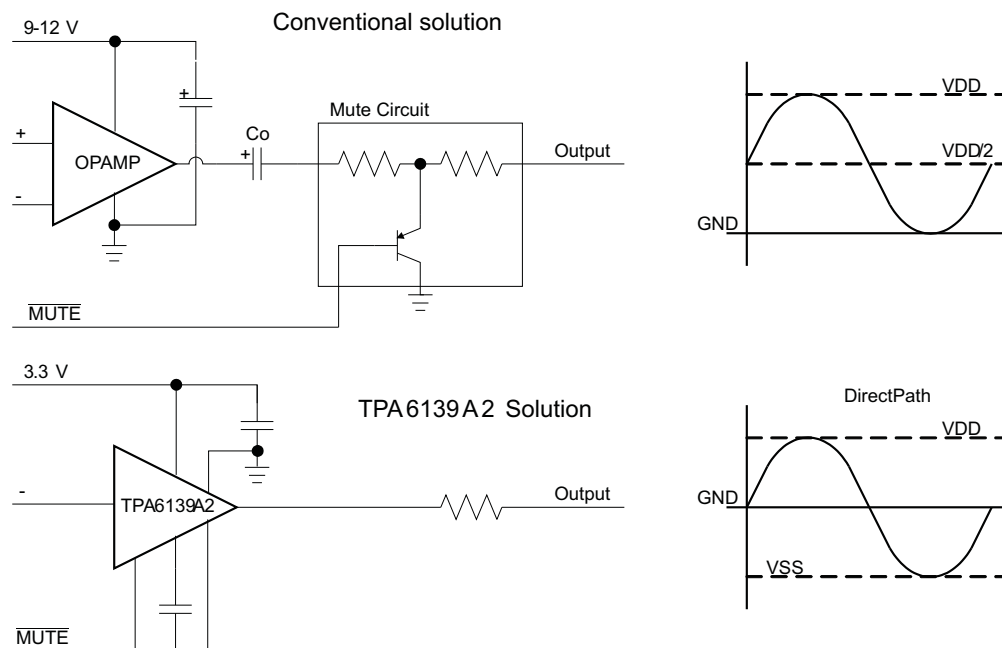 Conventional solution
9-12 V
+
+
OPAMP
-
Co
+
Mute Circuit
Output
MUTE
VDD
VDD/2
GND
3.3 V
TPA6139A2 Solution
-
TPA6139A2
Output
MUTE
DirectPath
VDD
GND
VSS